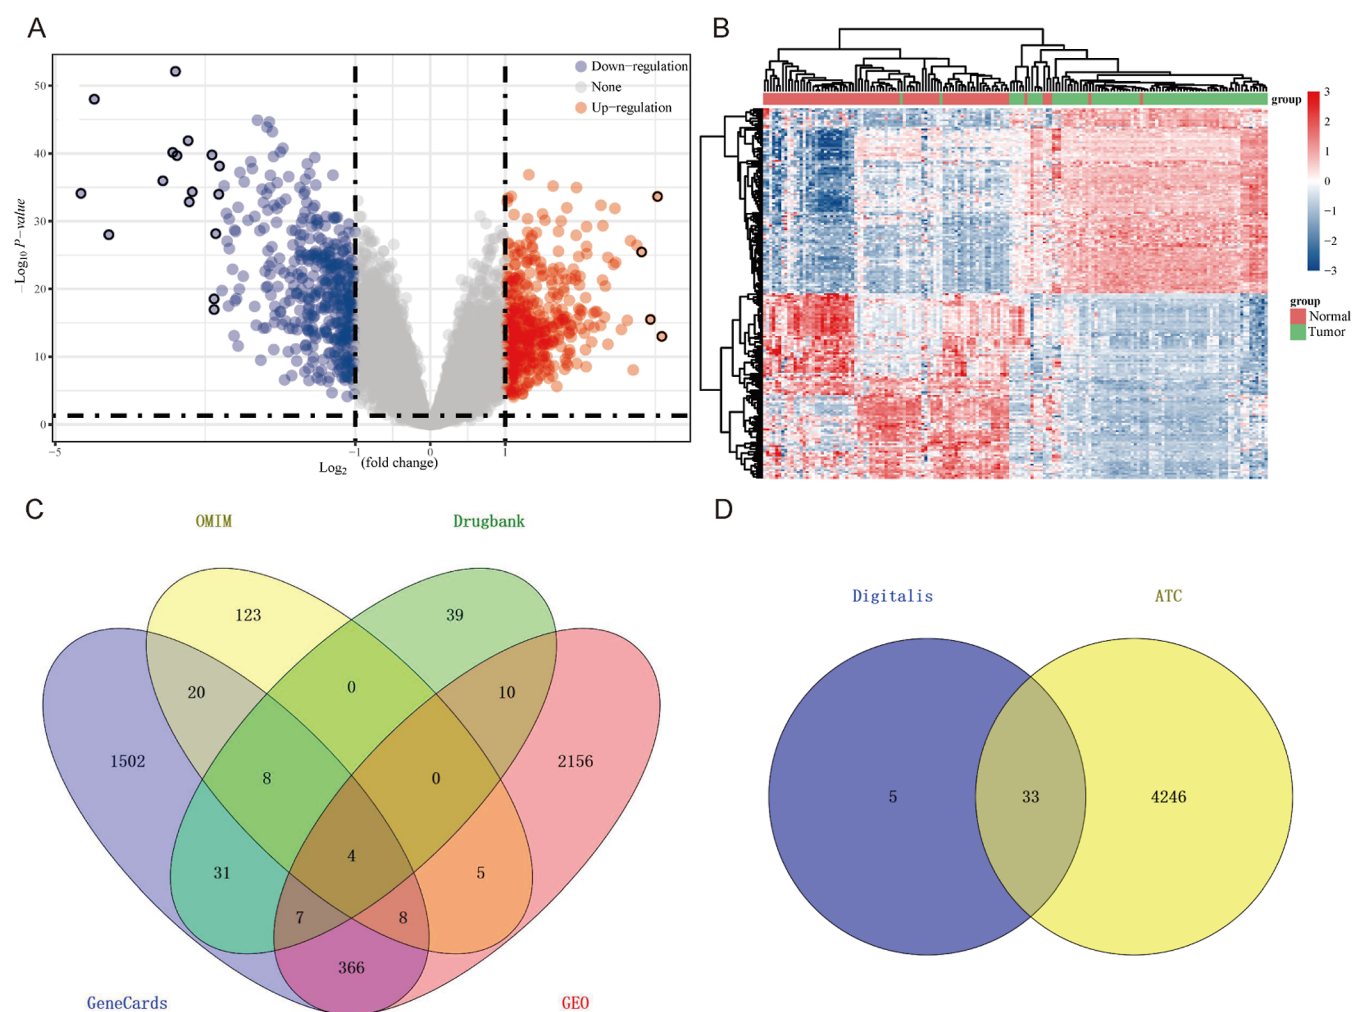 A
Down-regulation
None
Up-regulation
50
40
30
20
10
0
-Log10 P-value
-5
-1
0
1
Log2 (fold change)
B
group
3
2
1
0
-1
-2
-3
group
Normal
Tumor
C
OMIM
Drugbank
123
39
20
0
10
1502
8
0
2156
31
4
5
7
8
366
GeneCards
GEO
D
Digitalis
ATC
5
33
4246